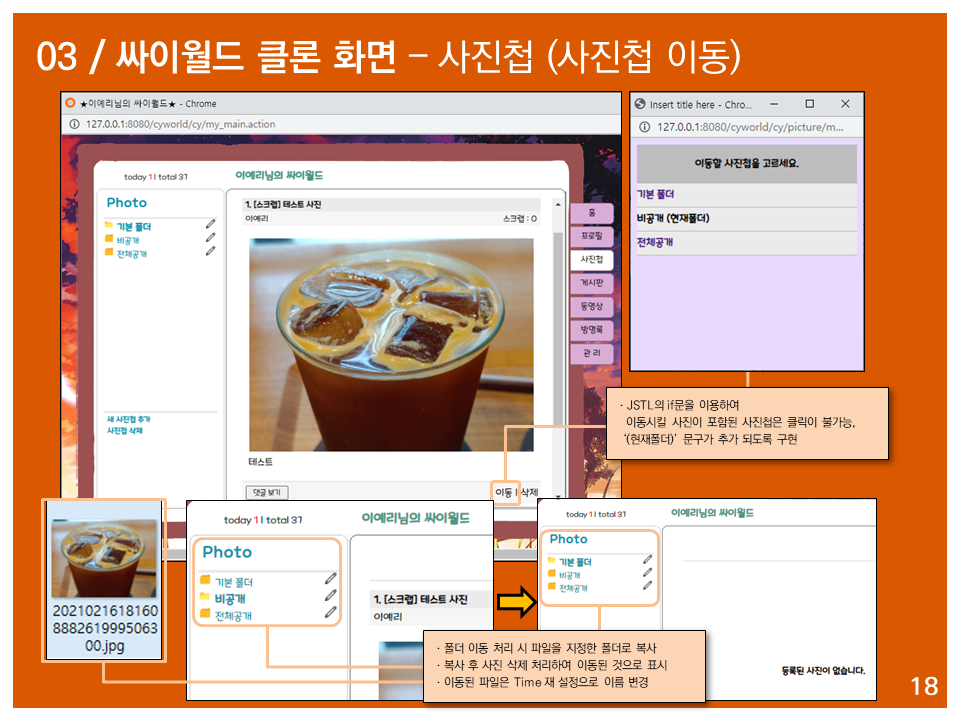 03 / 싸이월드 클론 화면 – 사진첩 (사진첩 이동)
★이예리님의 싸이월드★ - Chrome
127.0.0.1:8080/cyworld/cy/my_main.action
today 1 l total 37
이예리님의 싸이월드
Photo
기본 폴더
비공개
전체공개
새 사진첩 추가
사진첩 삭제
1. [스크랩] 테스트 사진
이예리
스크랩 : 0
테스트
댓글 보기
이동 l 삭제
홈
프로필
사진첩
게시판
동영상
방명록
관 리
Insert title here - Chro...
127.0.0.1:8080/cyworld/cy/picture/m...
이동할 사진첩을 고르세요.
기본 폴더
비공개 (현재폴더)
전체공개
· JSTL의 if문을 이용하여
이동시킬 사진이 포함된 사진첩은 클릭이 불가능,
‘(현재폴더)’ 문구가 추가 되도록 구현
2021021618160
8882619995063
00.jpg
today 1 l total 37
이예리님의 싸이월드
Photo
기본 폴더
비공개
전체공개
1. [스크랩] 테스트 사진
이예리
today 1 l total 37
이예리님의 싸이월드
Photo
기본 폴더
비공개
전체공개
등록된 사진이 없습니다.
· 폴더 이동 처리 시 파일을 지정한 폴더로 복사
· 복사 후 사진 삭제 처리하여 이동된 것으로 표시
· 이동된 파일은 Time 재 설정으로 이름 변경
18